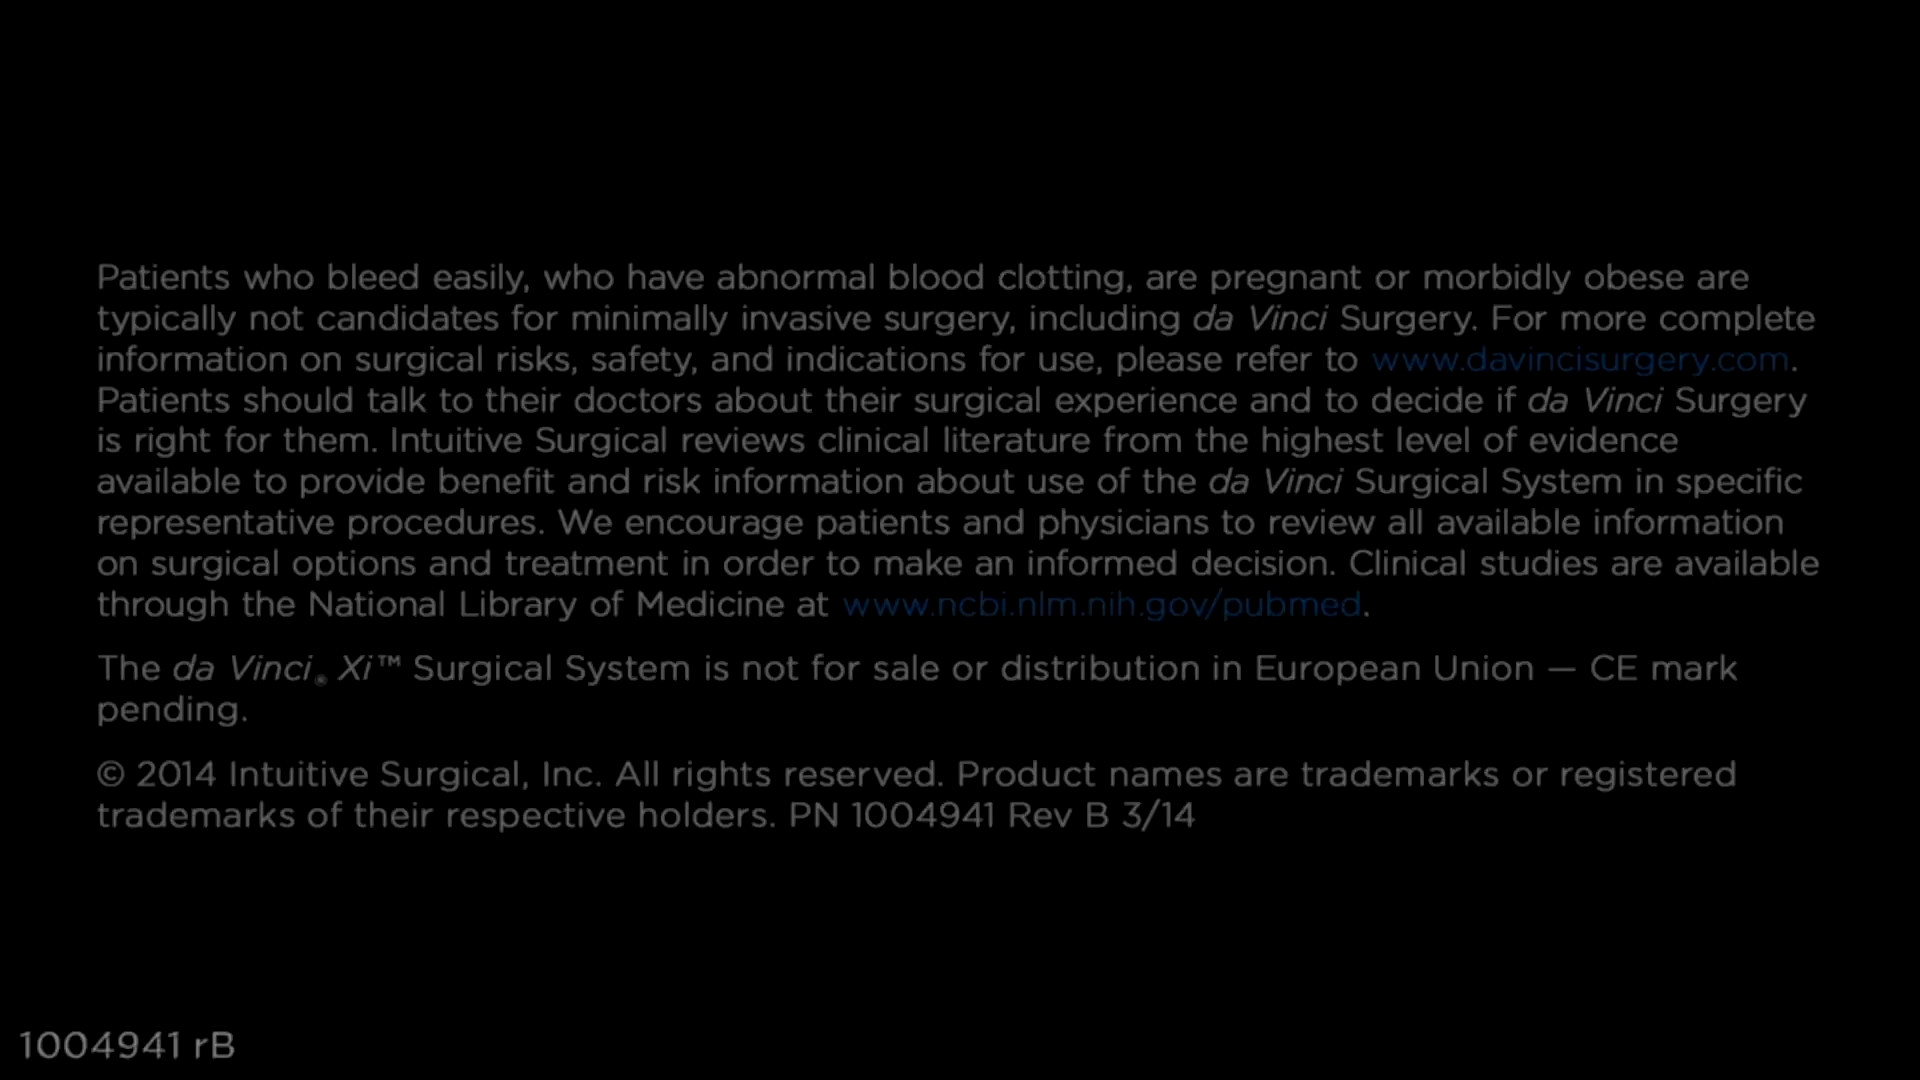 Patients who bleed easily, who have abnormal blood clotting, are pregnant or morbidly obese are
typically not candidates for minimally invasive surgery, including da Vinci Surgery. For more complete
information on surgical risks, safety, and indications for use, please refer to www.davincisurgery.com.
Patients should talk to their doctors about their surgical experience and to decide if da Vinci Surgery
is right for them. Intuitive Surgical reviews clinical literature from the highest level of evidence
available to provide benefit and risk information about use of the da Vinci Surgical System in specific
representative procedures. We encourage patients and physicians to review all available information
on surgical options and treatment in order to make an informed decision. Clinical studies are available
through the National Library of Medicine at www.ncbi.nlm.nih.gov/pubmed.
The da Vinci® Xi™ Surgical System is not for sale or distribution in European Union — CE mark
pending.
© 2014 Intuitive Surgical, Inc. All rights reserved. Product names are trademarks or registered
trademarks of their respective holders. PN 1004941 Rev B 3/14
1004941 rB